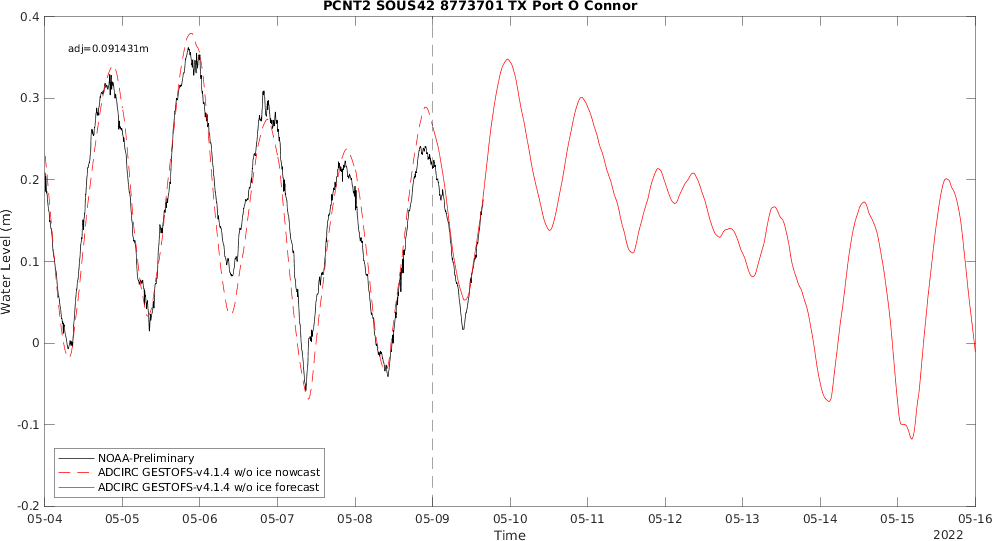 PCNT2 SOUS42 8773701 TX Port O Connor
adj=0.091431m
0.4
0.3
0.2
0.1
0
-0.1
-0.2
Water Level (m)
NOAA-Preliminary
ADCIRC GESTOFS-v4.1.4 w/o ice nowcast
ADCIRC GESTOFS-v4.1.4 w/o ice forecast
05-04 05-05 05-06 05-07 05-08 05-09 05-10 05-11 05-12 05-13 05-14 05-15 05-16
Time
2022